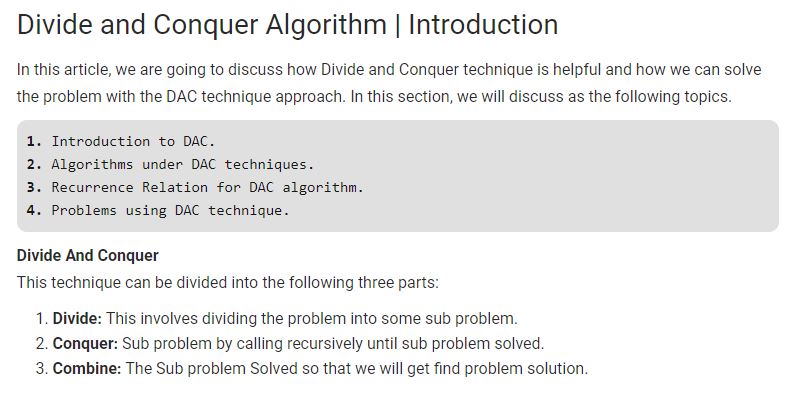 Divide and Conquer Algorithm | Introduction
In this article, we are going to discuss how Divide and Conquer technique is helpful and how we can solve
the problem with the DAC technique approach. In this section, we will discuss as the following topics.
1. Introduction to DAC.
2. Algorithms under DAC techniques.
3. Recurrence Relation for DAC algorithm.
4. Problems using DAC technique.
Divide And Conquer
This technique can be divided into the following three parts:
1. Divide: This involves dividing the problem into some sub problem.
2. Conquer: Sub problem by calling recursively until sub problem solved.
3. Combine: The Sub problem Solved so that we will get find problem solution.